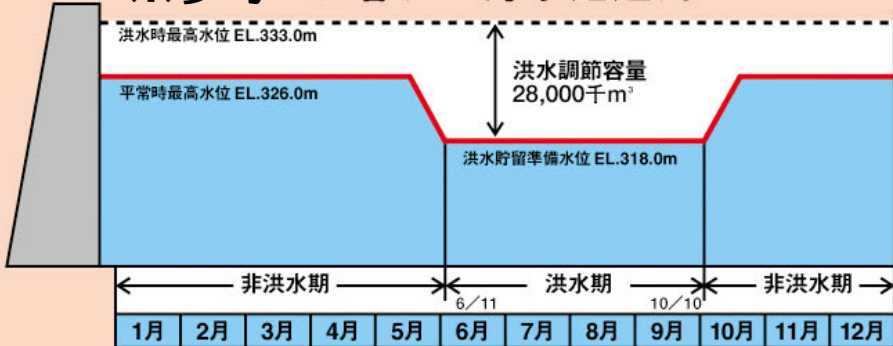 洪水時最高水位 EL.333.0m
洪水調節容量
28,000千m³
平常時最高水位 EL.326.0m
洪水貯留準備水位 EL.318.0m
非洪水期
洪水期
非洪水期
6／11
10／10
1月 2月 3月 4月 5月 6月 7月 8月 9月 10月 11月 12月